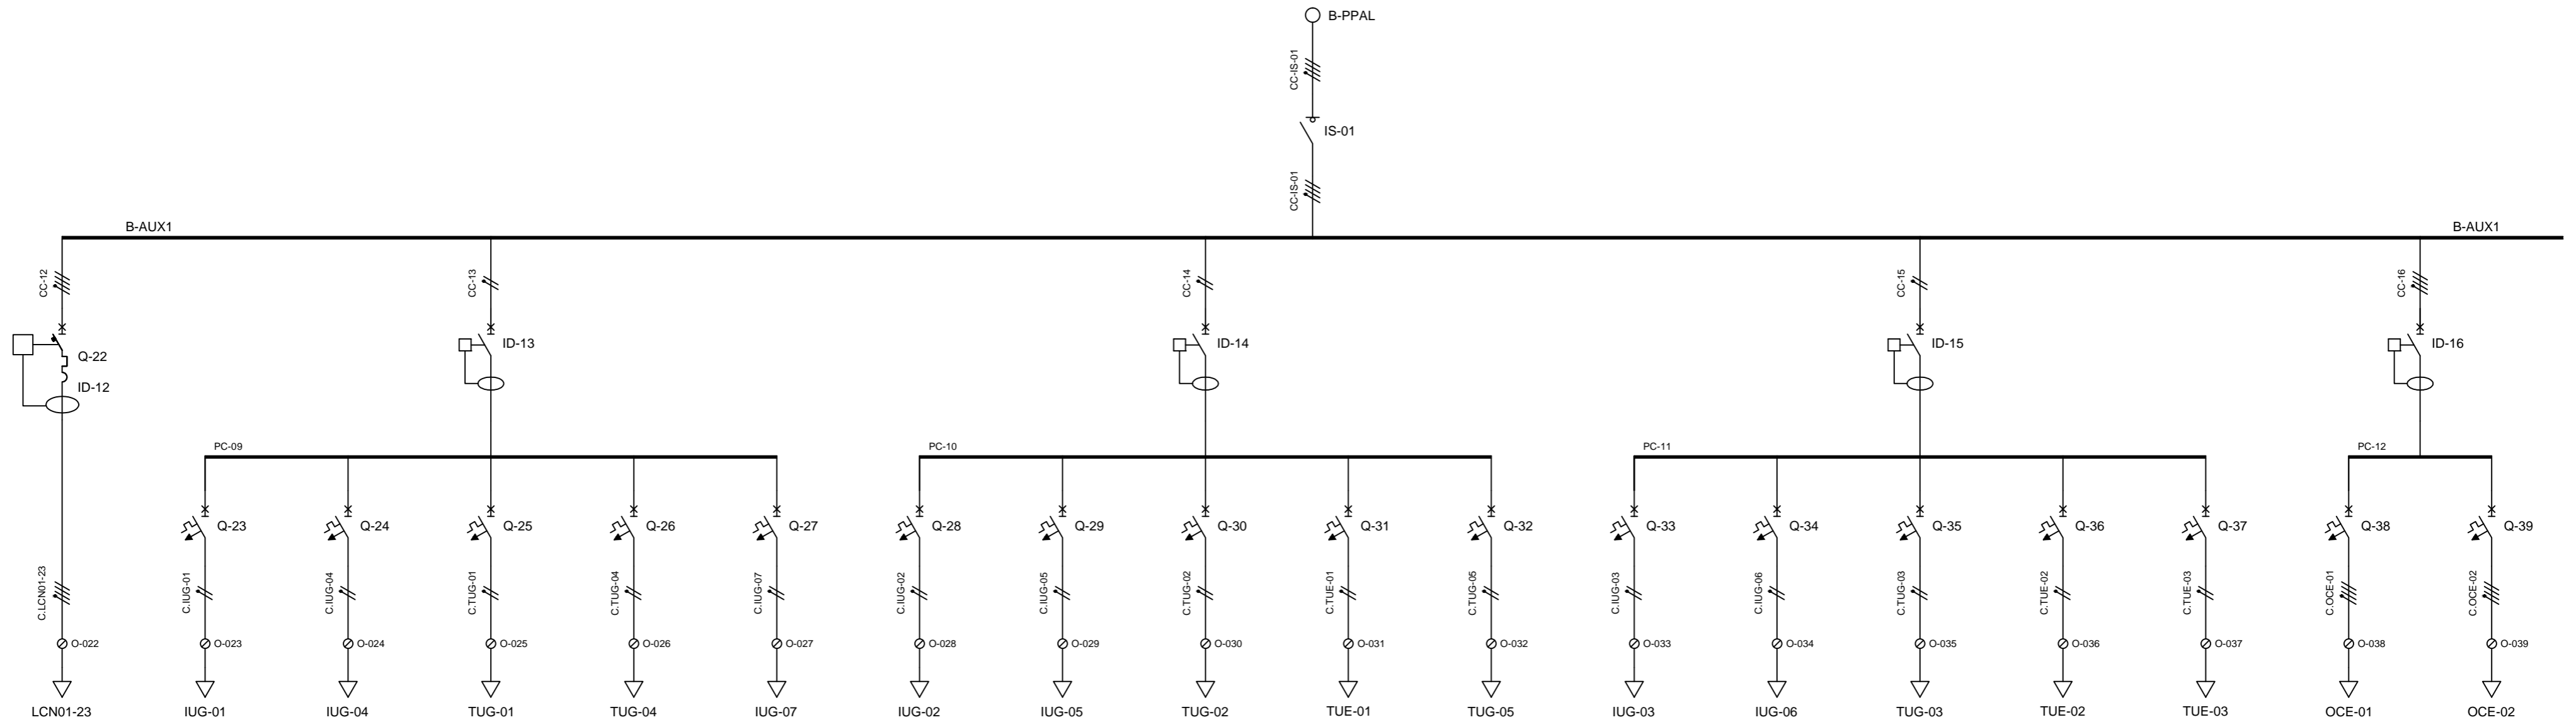 B-PPAL
CC-IS-01
IS-01
CC-IS-01
B-AUX1
B-AUX1
CC-12
CC-13
CC-14
CC-15
CC-16
Q-22
ID-12
ID-13
ID-14
ID-15
ID-16
PC-09
PC-10
PC-11
PC-12
Q-23
Q-24
Q-25
Q-26
Q-27
Q-28
Q-29
Q-30
Q-31
Q-32
Q-33
Q-34
Q-35
Q-36
Q-37
Q-38
Q-39
C.LCN01-23
C.IUG-01
C.IUG-04
C.TUG-01
C.TUG-04
C.IUG-07
C.IUG-02
C.IUG-05
C.TUG-02
C.TUE-01
C.TUG-05
C.IUG-03
C.IUG-06
C.TUG-03
C.TUE-02
C.TUE-03
C.OCE-01
C.OCE-02
O-022
O-023
O-024
O-025
O-026
O-027
O-028
O-029
O-030
O-031
O-032
O-033
O-034
O-035
O-036
O-037
O-038
O-039
LCN01-23
IUG-01
IUG-04
TUG-01
TUG-04
IUG-07
IUG-02
IUG-05
TUG-02
TUE-01
TUG-05
IUG-03
IUG-06
TUG-03
TUE-02
TUE-03
OCE-01
OCE-02